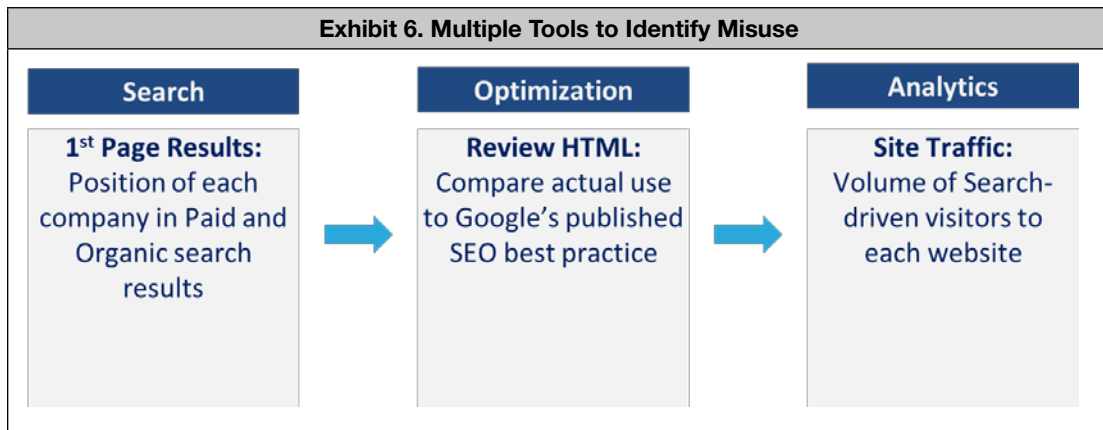 Exhibit 6. Multiple Tools to Identify Misuse
Search
1st Page Results:
Position of each
company in Paid and
Organic search
results
Optimization
Review HTML:
Compare actual use
to Google's published
SEO best practice
Analytics
Site Traffic:
Volume of Search-
driven visitors to
each website